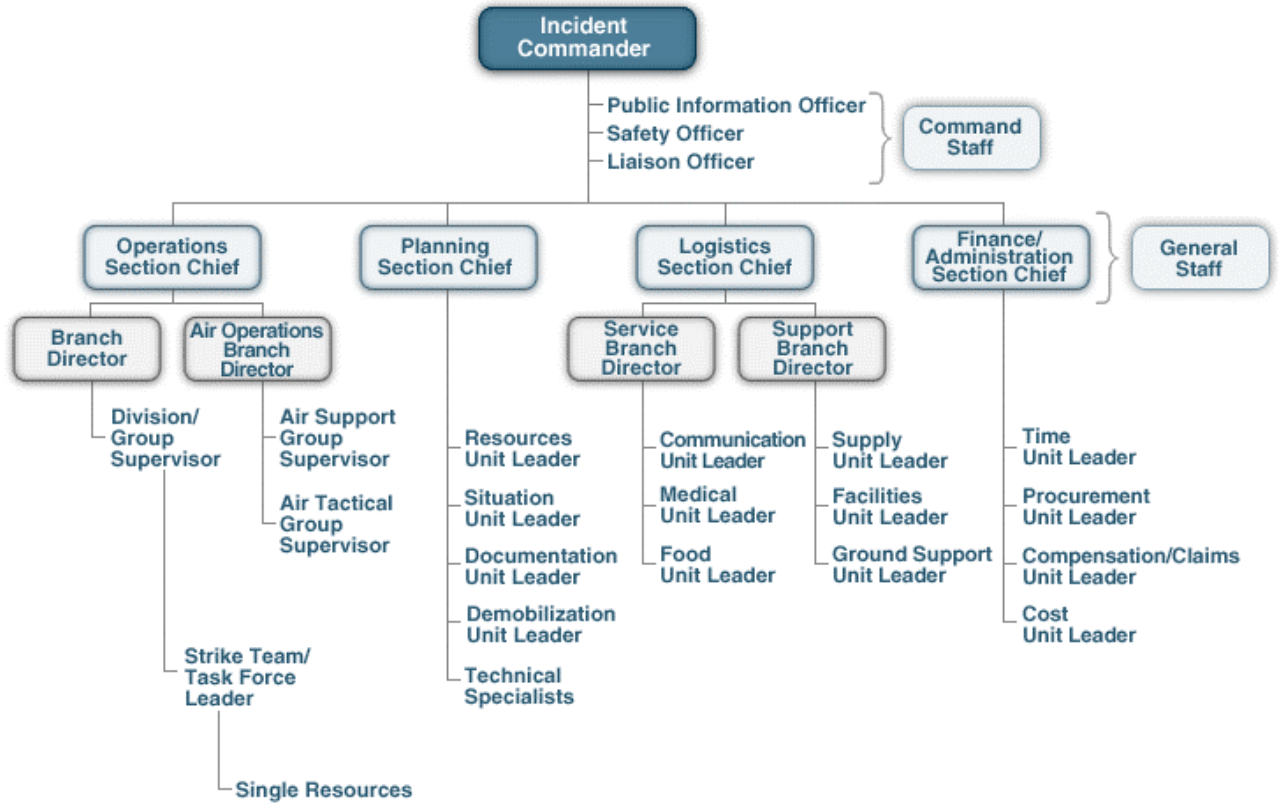 Incident
Commander
Public Information Officer
Safety Officer
Liaison Officer
Command
Staff
Operations
Section Chief
Planning
Section Chief
Logistics
Section Chief
Finance/
Administration
Section Chief
General
Staff
Branch
Director
Air Operations
Branch
Director
Service
Branch
Director
Support
Branch
Director
Division/
Group
Supervisor
Air Support
Group
Supervisor
Air Tactical
Group
Supervisor
Strike Team/
Task Force
Leader
Single Resources
Resources
Unit Leader
Situation
Unit Leader
Documentation
Unit Leader
Demobilization
Unit Leader
Technical
Specialists
Communication
Unit Leader
Medical
Unit Leader
Food
Unit Leader
Supply
Unit Leader
Facilities
Unit Leader
Ground Support
Unit Leader
Time
Unit Leader
Procurement
Unit Leader
Compensation/Claims
Unit Leader
Cost
Unit Leader